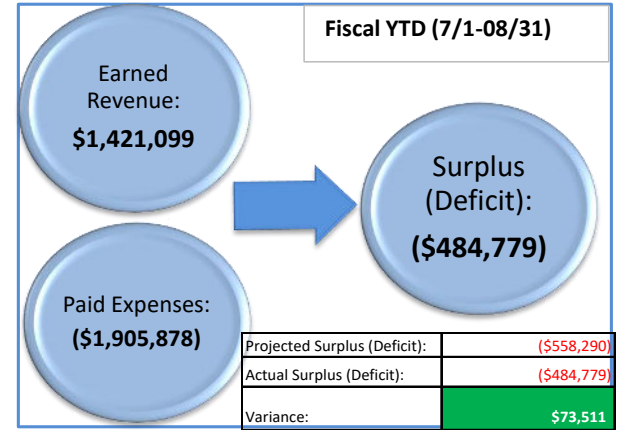 Fiscal YTD (7/1-08/31)
Earned
Revenue:
$1,421,099
Surplus
(Deficit):
($484,779)
Paid Expenses:
($1,905,878)
Projected Surplus (Deficit): ($558,290)
Actual Surplus (Deficit): ($484,779)
Variance: $73,511